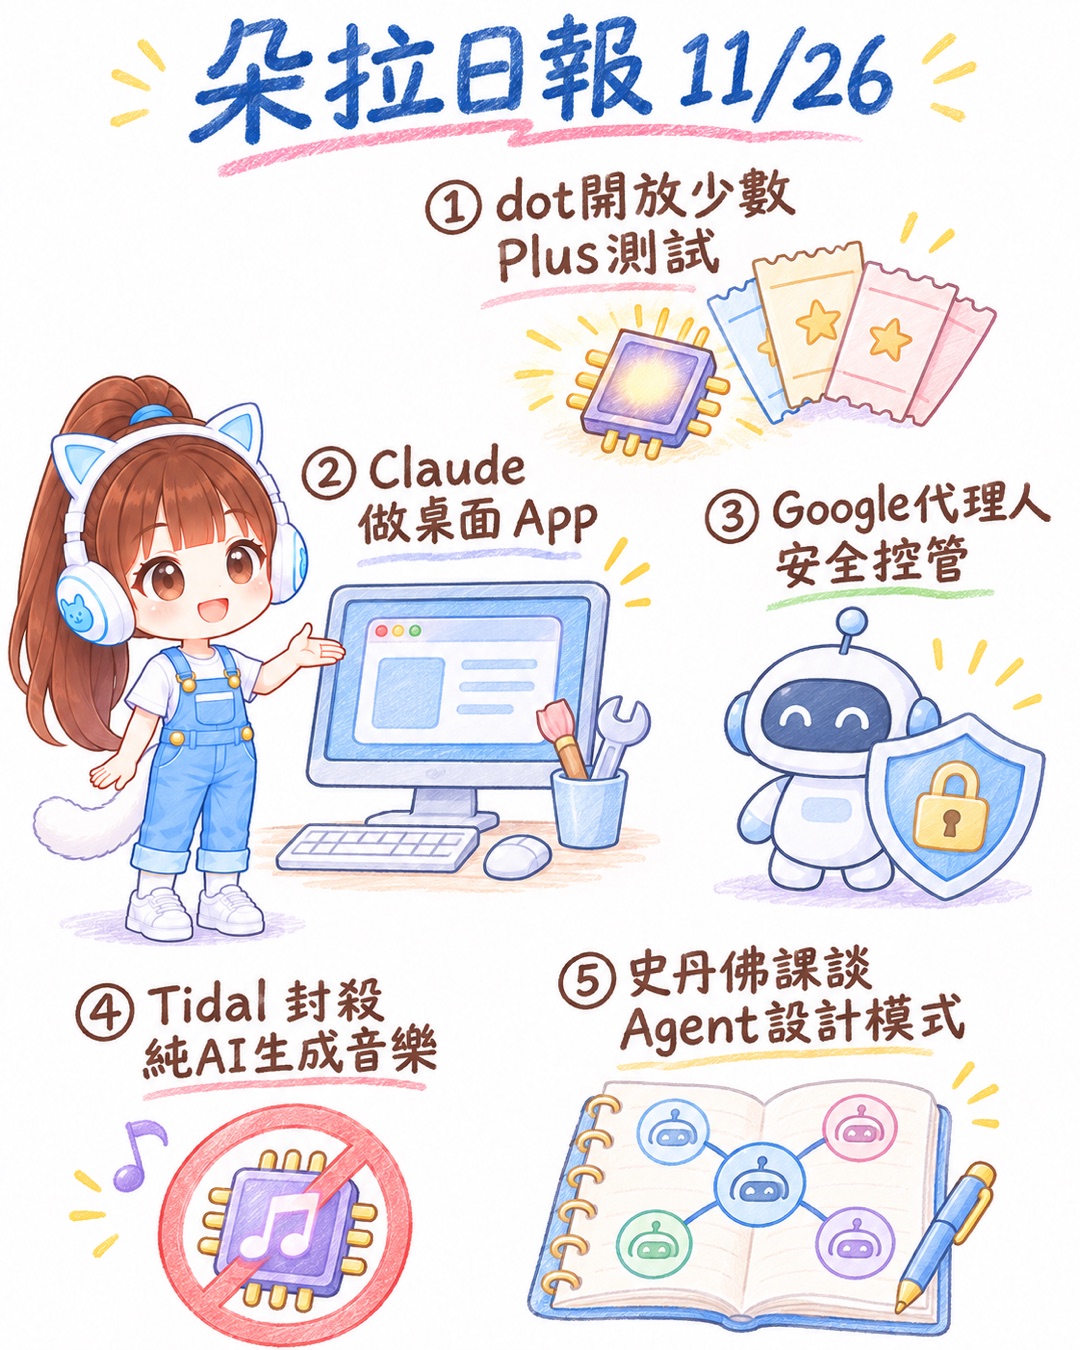 朵拉日報 11/26
① dot開放少數
Plus測試
② Claude
做桌面 App
③ Google代理人
安全控管
④ Tidal 封殺
純AI生成音樂
⑤ 史丹佛課談
Agent設計模式